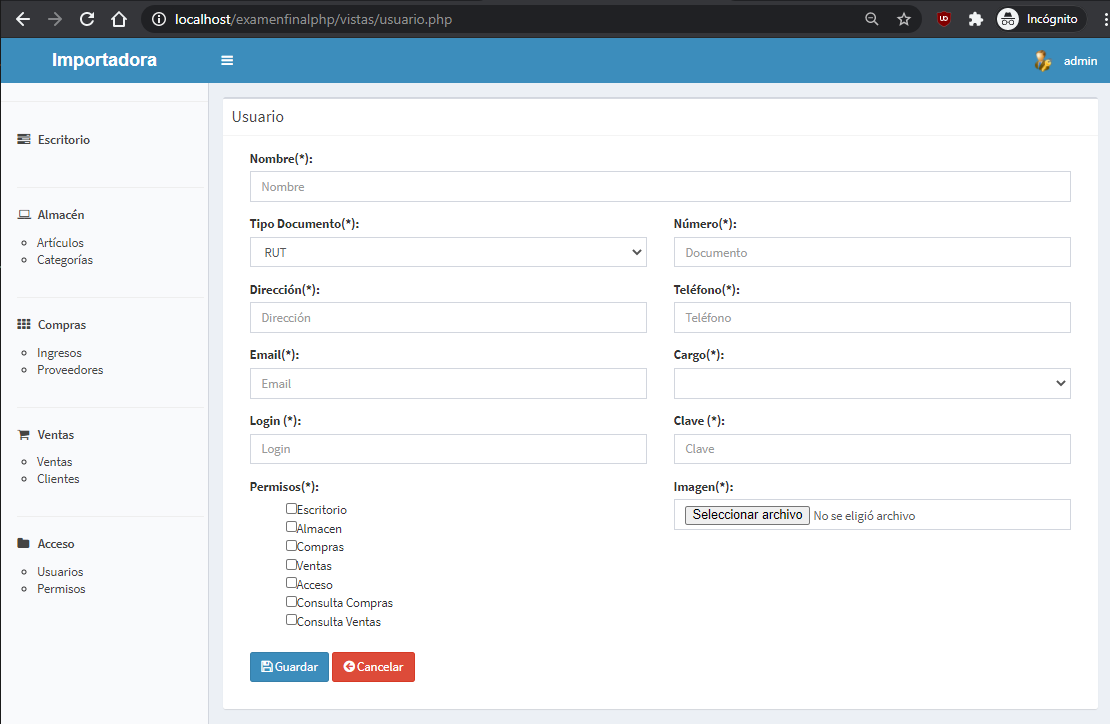 localhost/examenfinalphp/vistas/usuario.php
UD
Incógnito
Importadora
admin
Escritorio
Almacén
Artículos
Categorías
Compras
Ingresos
Proveedores
Ventas
Ventas
Clientes
Acceso
Usuarios
Permisos
Usuario
Nombre(*):
Nombre
Tipo Documento(*): Número(*):
RUT Documento
Dirección(*): Teléfono(*):
Dirección Teléfono
Email(*): Cargo(*):
Email
Login (*): Clave (*):
Login Clave
Permisos(*): Imagen(*):
Escritorio
Seleccionar archivo No se eligió archivo
Almacen
Compras
Ventas
Acceso
Consulta Compras
Consulta Ventas
Guardar Cancelar